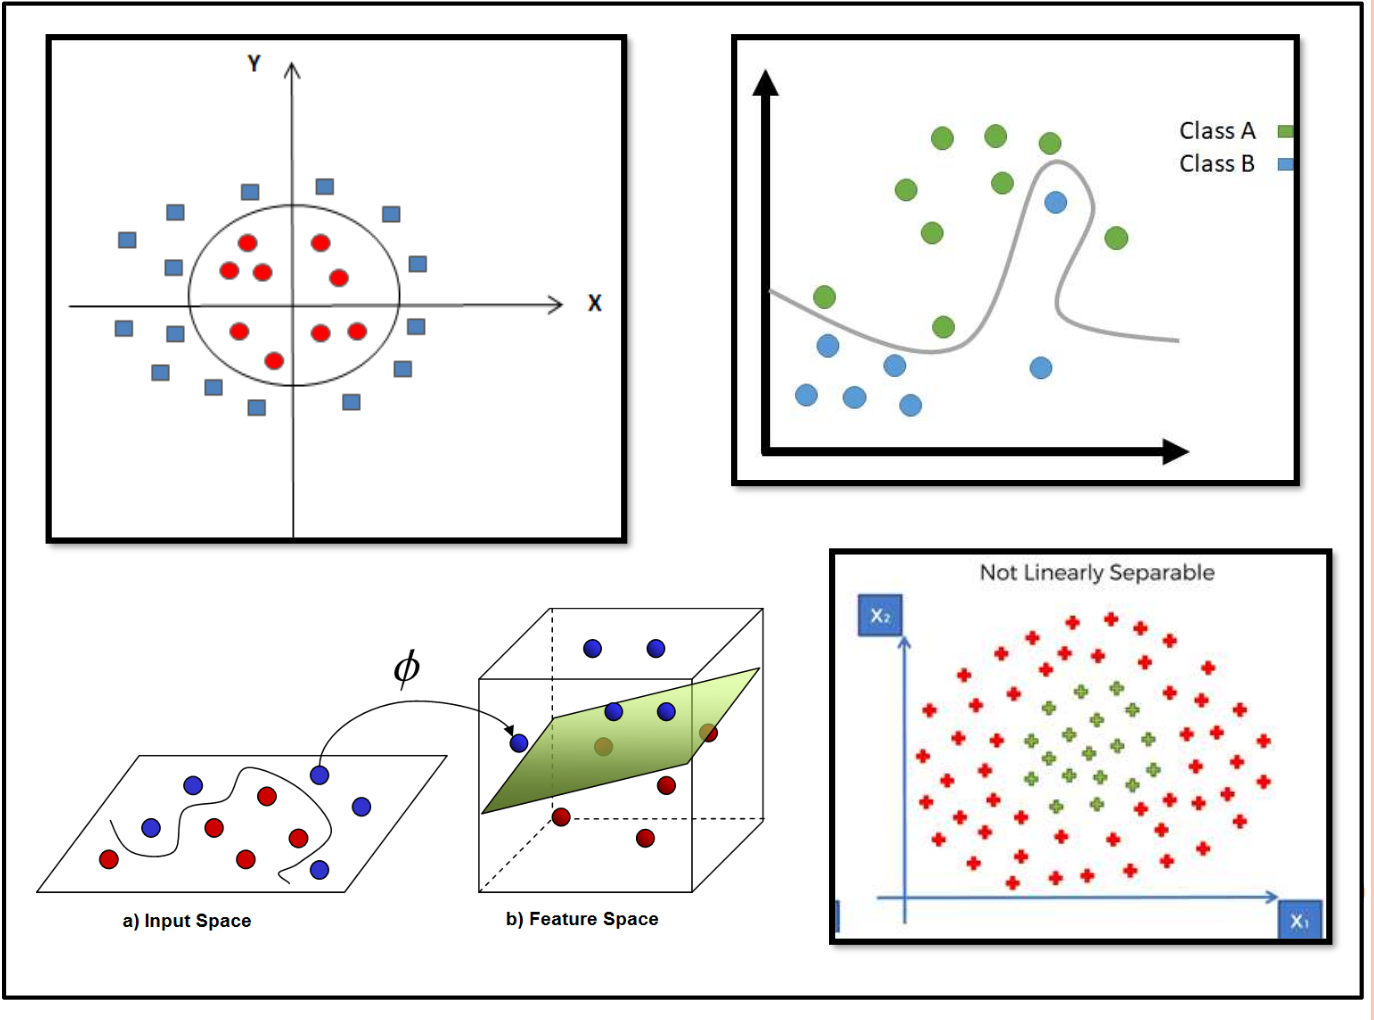 Y
X
Class A
Class B
ϕ
a) Input Space
b) Feature Space
Not Linearly Separable
X₂
X₁